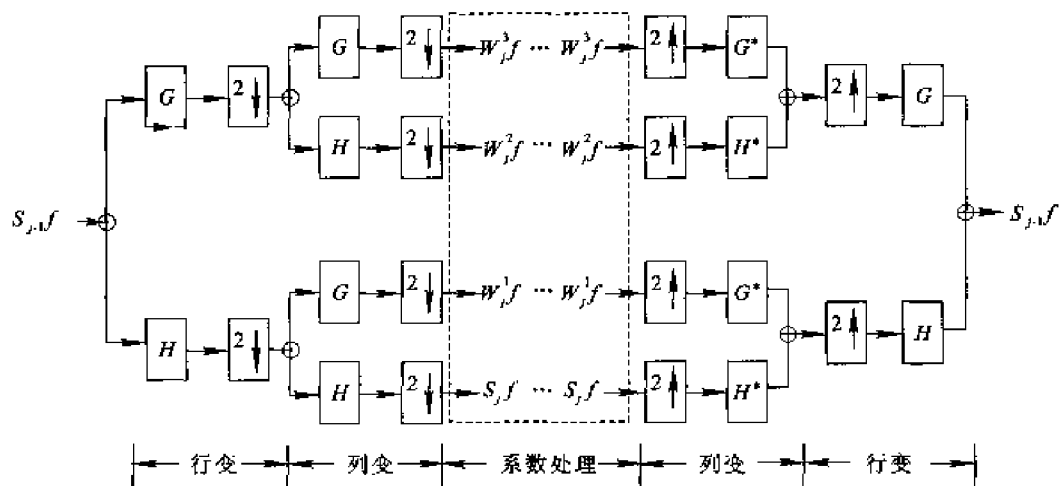 G 2 W_j^3 f ··· W_j^3 f 2 G*
G 2 2 G
H 2 W_j^2 f ··· W_j^2 f 2 H*
S_{j-1} f S_{j-1} f
G 2 W_j^1 f ··· W_j^1 f 2 G*
H 2 2 H
H 2 S_j f ··· S_j f 2 H*
行变 列变 系数处理 列变 行变